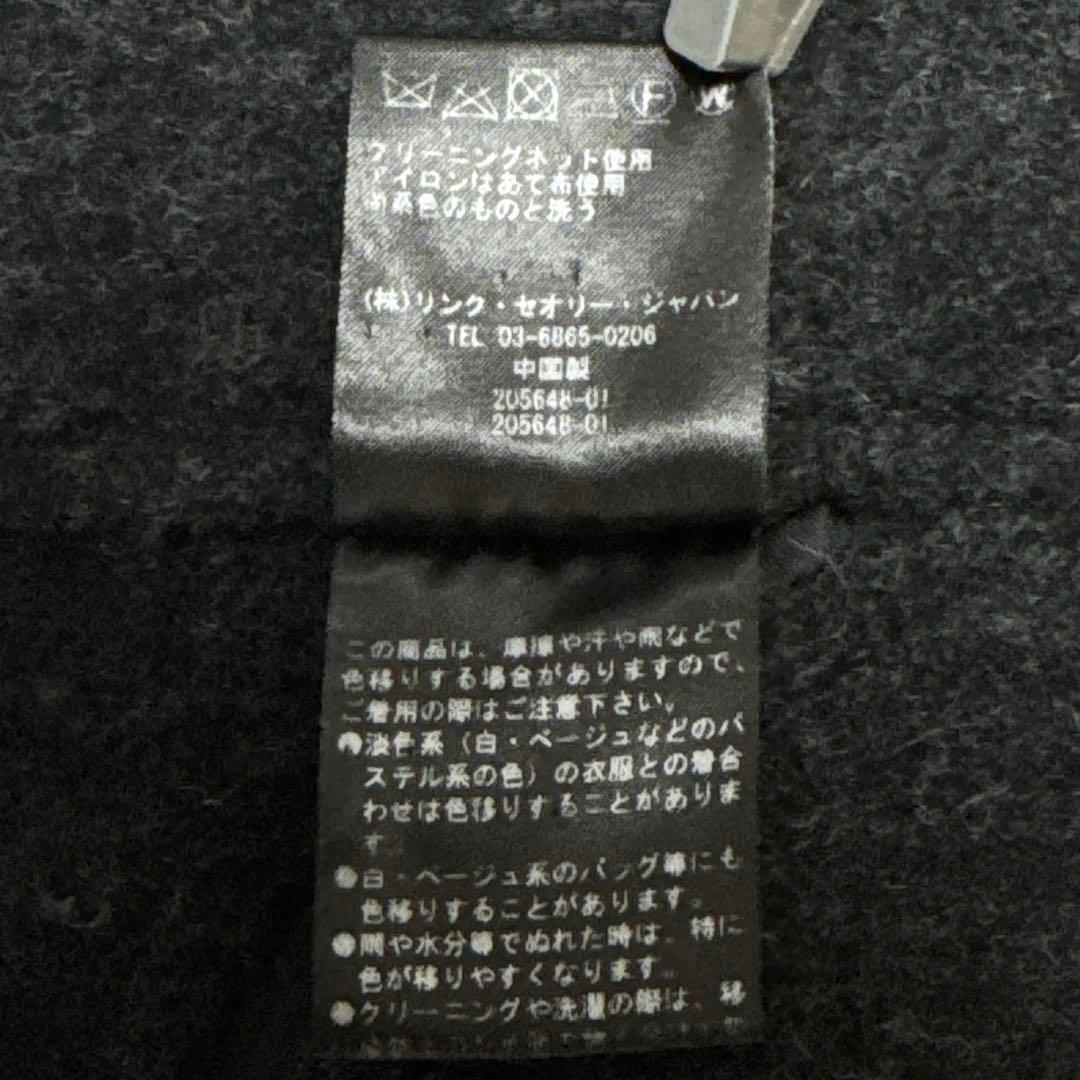 F W
クリーニングネット使用
アイロンはあて布使用
同系色のものと洗う
(株)リンク・セオリー・ジャパン
TEL 03-6865-0206
中国製
205648-01
205648-01
この商品は、摩擦や汗や雨などで
色移りする場合がありますので、
ご着用の際はご注意下さい。
●淡色系(白・ベージュなどのパ
ステル系の色)の衣服との着合
わせは色移りすることがありま
す。
●白・ベージュ系のバッグ等にも
色移りすることがあります。
●雨や水分等でぬれた時は、特に
色が移りやすくなります。
●クリーニングや洗濯の際は、移